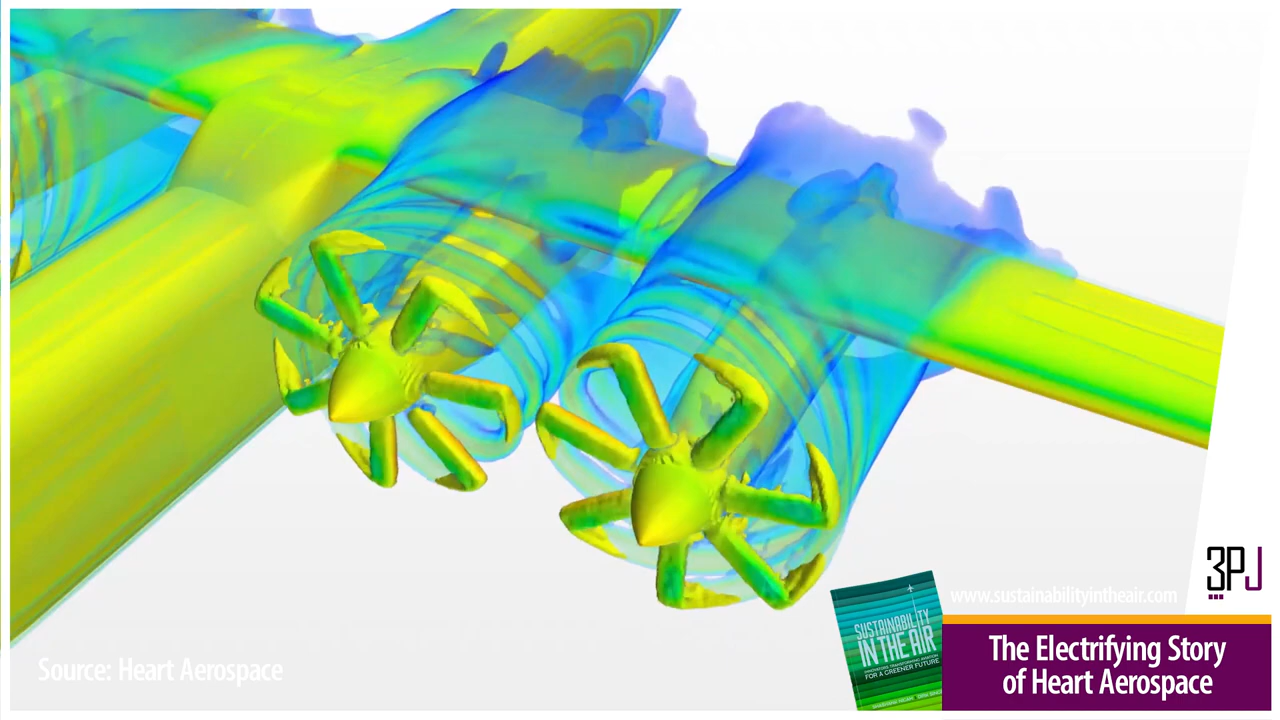 3PJ
www.sustainabilityintheair.com
SUSTAINABILITY
IN THE AIR
FOR A GREENER FUTURE
The Electrifying Story
of Heart Aerospace
Source: Heart Aerospace